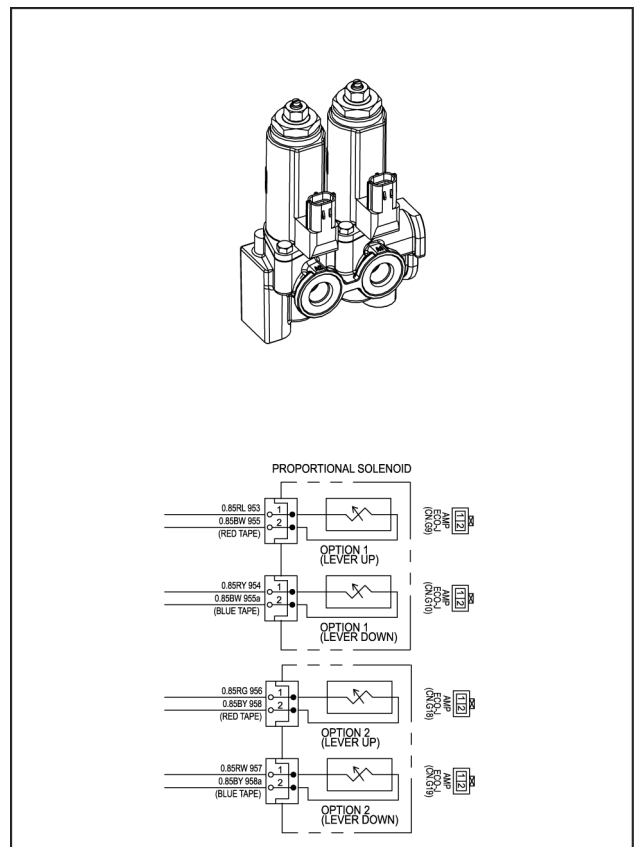 PROPORTIONAL SOLENOID
0.85RL 953
1
0.85BW 955
2
(RED TAPE)
OPTION 1
(LEVER UP)
AMP
ECO-J
(CN.G9)
1 2
0.85RY 954
1
0.85BW 955a
2
(BLUE TAPE)
OPTION 1
(LEVER DOWN)
AMP
ECO-J
(CN.G10)
1 2
0.85RG 956
1
0.85BY 958
2
(RED TAPE)
OPTION 2
(LEVER UP)
AMP
ECO-J
(CN.G18)
1 2
0.85RW 957
1
0.85BY 958a
2
(BLUE TAPE)
OPTION 2
(LEVER DOWN)
AMP
ECO-J
(CN.G19)
1 2